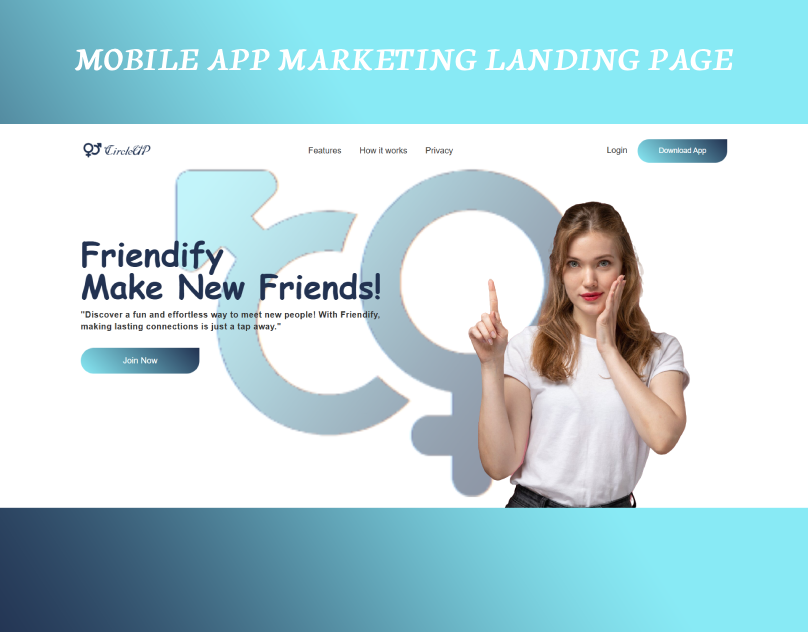 MOBILE APP MARKETING LANDING PAGE
CircleUP
Features How it works Privacy
Login Download App
Friendify
Make New Friends!
"Discover a fun and effortless way to meet new people! With Friendify,
making lasting connections is just a tap away."
Join Now